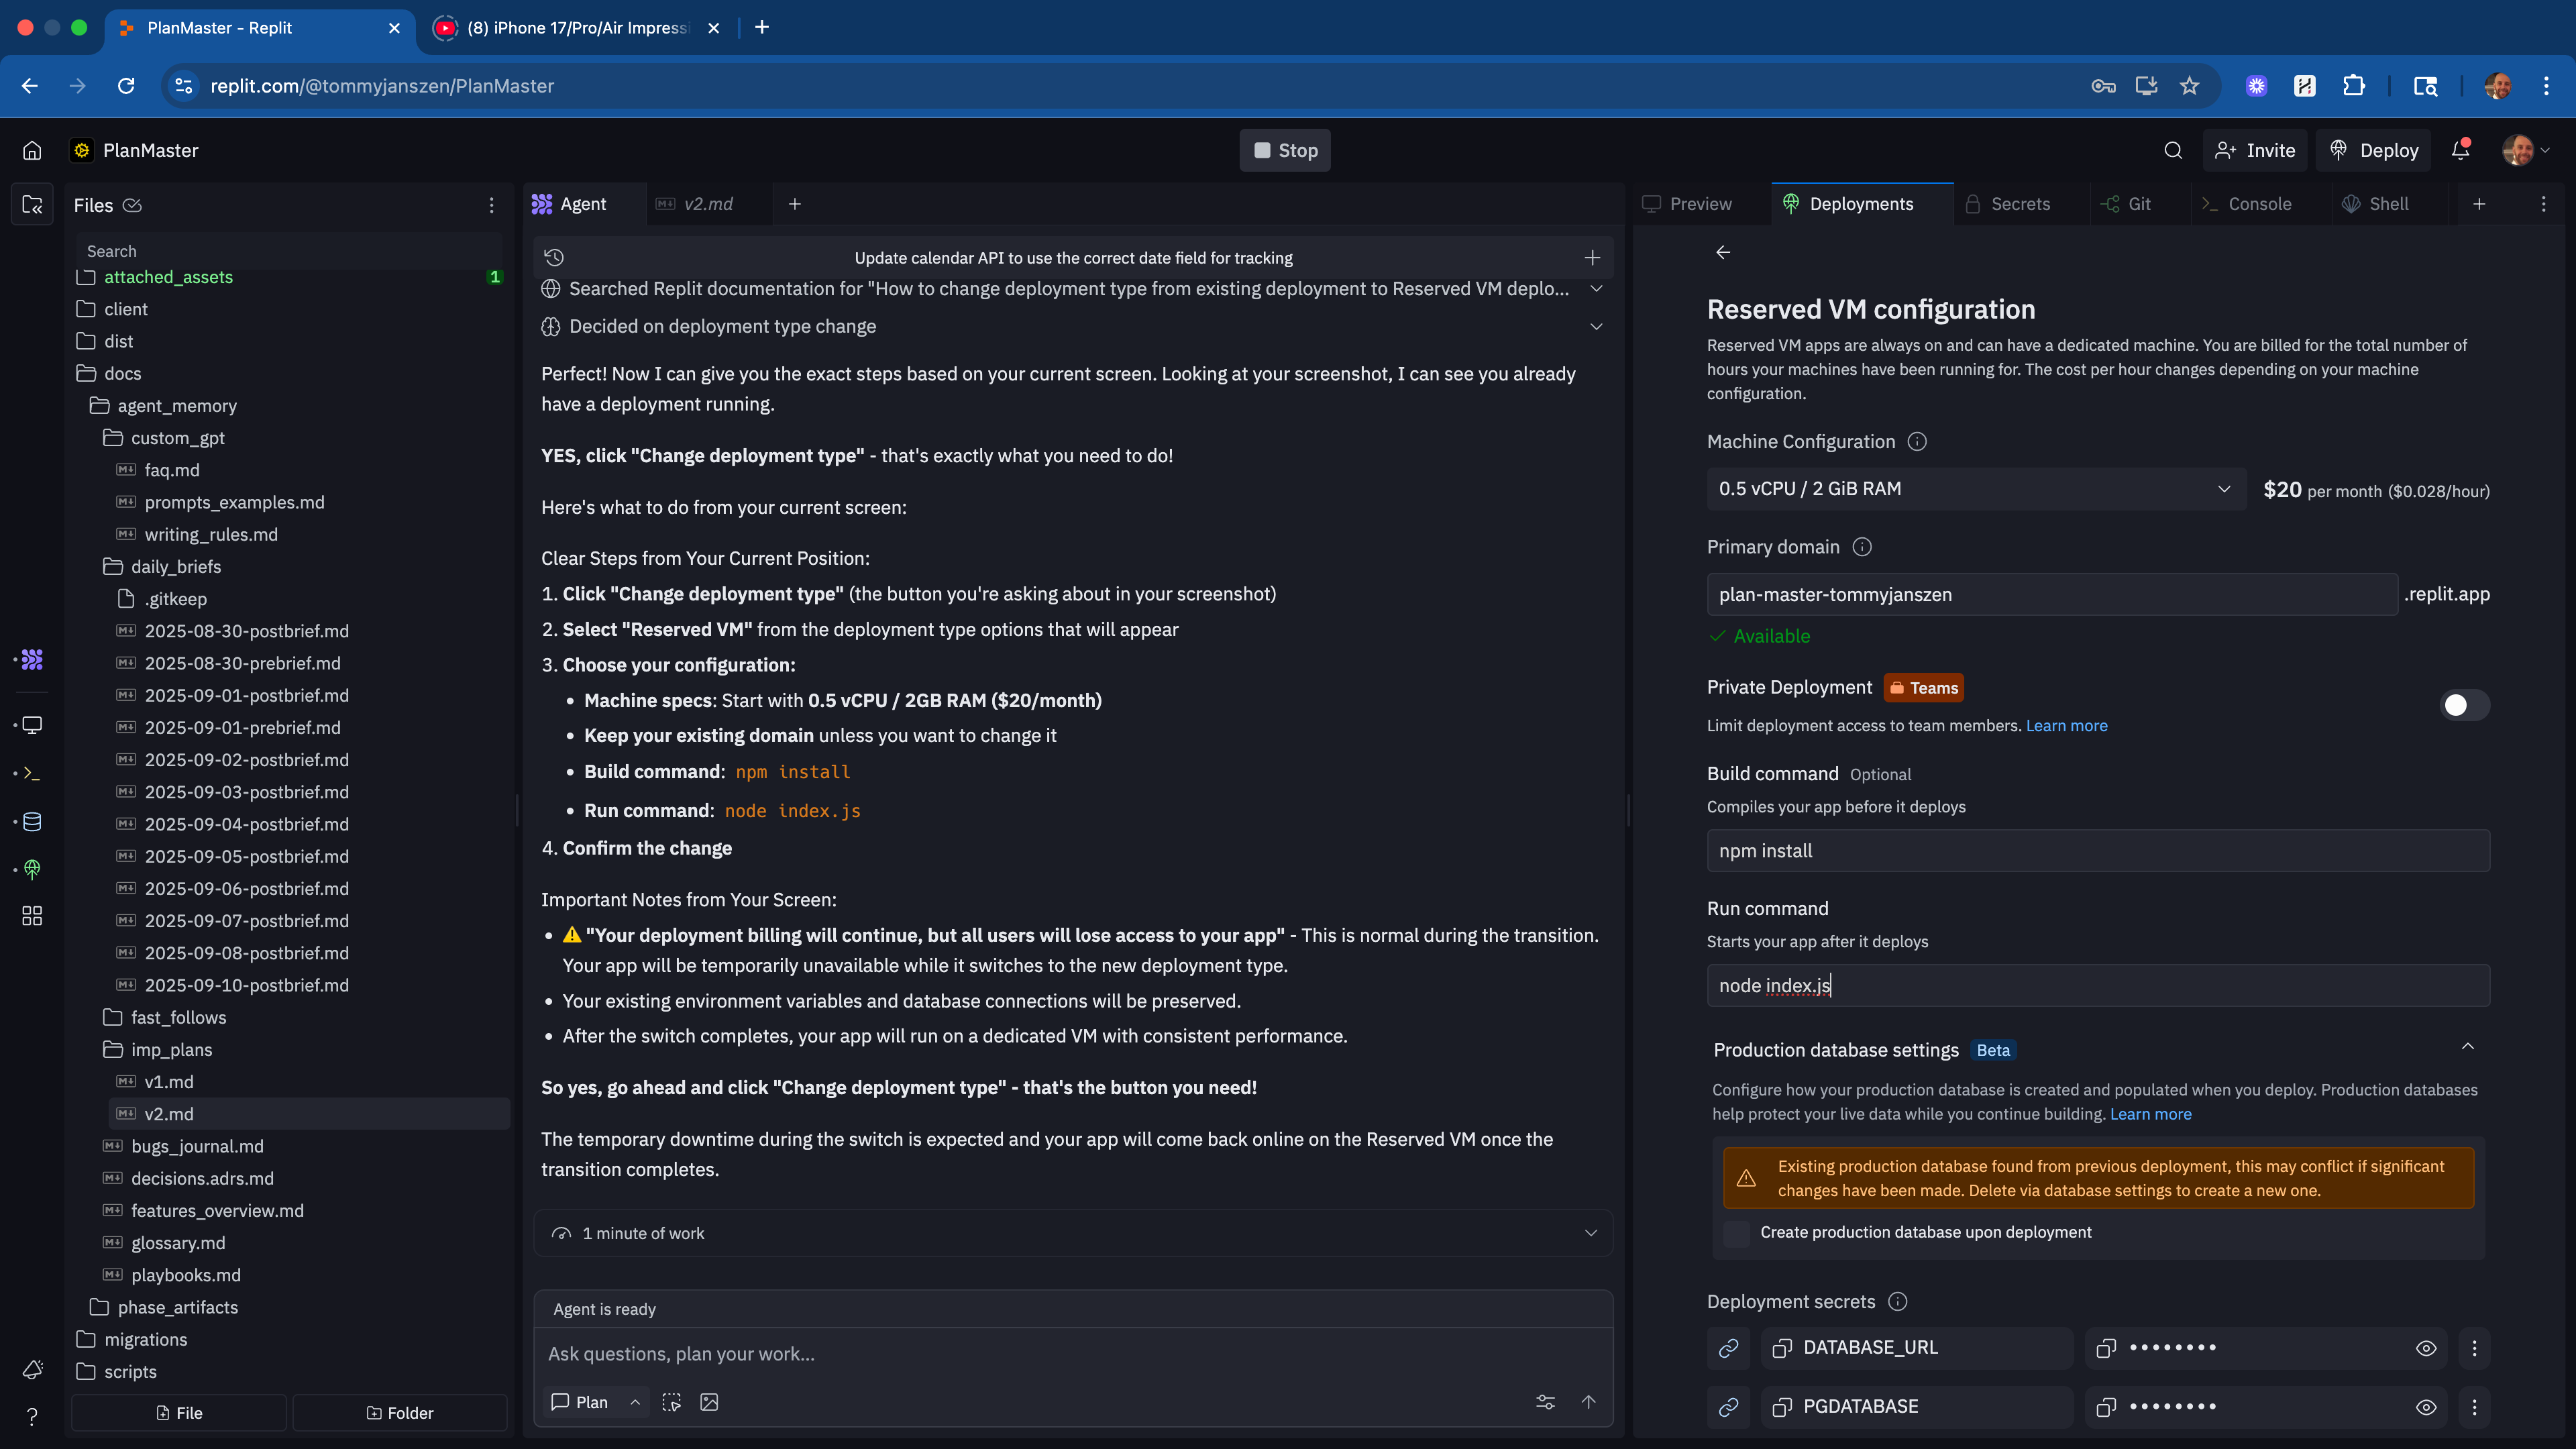 PlanMaster - Replit
(8) iPhone 17/Pro/Air Impressi
replit.com/@tommyjanszen/PlanMaster
PlanMaster
Stop
Invite
Deploy
Files
Search
attached_assets
1
client
dist
docs
agent_memory
custom_gpt
faq.md
prompts_examples.md
writing_rules.md
daily_briefs
.gitkeep
2025-08-30-postbrief.md
2025-08-30-prebrief.md
2025-09-01-postbrief.md
2025-09-01-prebrief.md
2025-09-02-postbrief.md
2025-09-03-postbrief.md
2025-09-04-postbrief.md
2025-09-05-postbrief.md
2025-09-06-postbrief.md
2025-09-07-postbrief.md
2025-09-08-postbrief.md
2025-09-10-postbrief.md
fast_follows
imp_plans
v1.md
v2.md
bugs_journal.md
decisions.adrs.md
features_overview.md
glossary.md
playbooks.md
phase_artifacts
migrations
scripts
File
Folder
Agent
v2.md
Update calendar API to use the correct date field for tracking
Searched Replit documentation for "How to change deployment type from existing deployment to Reserved VM deplo...
Decided on deployment type change
Perfect! Now I can give you the exact steps based on your current screen. Looking at your screenshot, I can see you already
have a deployment running.
YES, click "Change deployment type" - that's exactly what you need to do!
Here's what to do from your current screen:
Clear Steps from Your Current Position:
1. Click "Change deployment type" (the button you're asking about in your screenshot)
2. Select "Reserved VM" from the deployment type options that will appear
3. Choose your configuration:
• Machine specs: Start with 0.5 vCPU / 2GB RAM ($20/month)
• Keep your existing domain unless you want to change it
• Build command: npm install
• Run command: node index.js
4. Confirm the change
Important Notes from Your Screen:
• ⚠️ "Your deployment billing will continue, but all users will lose access to your app" - This is normal during the transition.
Your app will be temporarily unavailable while it switches to the new deployment type.
• Your existing environment variables and database connections will be preserved.
• After the switch completes, your app will run on a dedicated VM with consistent performance.
So yes, go ahead and click "Change deployment type" - that's the button you need!
The temporary downtime during the switch is expected and your app will come back online on the Reserved VM once the
transition completes.
1 minute of work
Agent is ready
Ask questions, plan your work...
Plan
Preview
Deployments
Secrets
Git
Console
Shell
Reserved VM configuration
Reserved VM apps are always on and can have a dedicated machine. You are billed for the total number of
hours your machines have been running for. The cost per hour changes depending on your machine
configuration.
Machine Configuration
0.5 vCPU / 2 GiB RAM
$20 per month ($0.028/hour)
Primary domain
plan-master-tommyjanszen
.replit.app
Available
Private Deployment
Teams
Limit deployment access to team members. Learn more
Build command Optional
Compiles your app before it deploys
npm install
Run command
Starts your app after it deploys
node index.js
Production database settings
Beta
Configure how your production database is created and populated when you deploy. Production databases
help protect your live data while you continue building. Learn more
Existing production database found from previous deployment, this may conflict if significant
changes have been made. Delete via database settings to create a new one.
Create production database upon deployment
Deployment secrets
DATABASE_URL
••••••••
PGDATABASE
••••••••